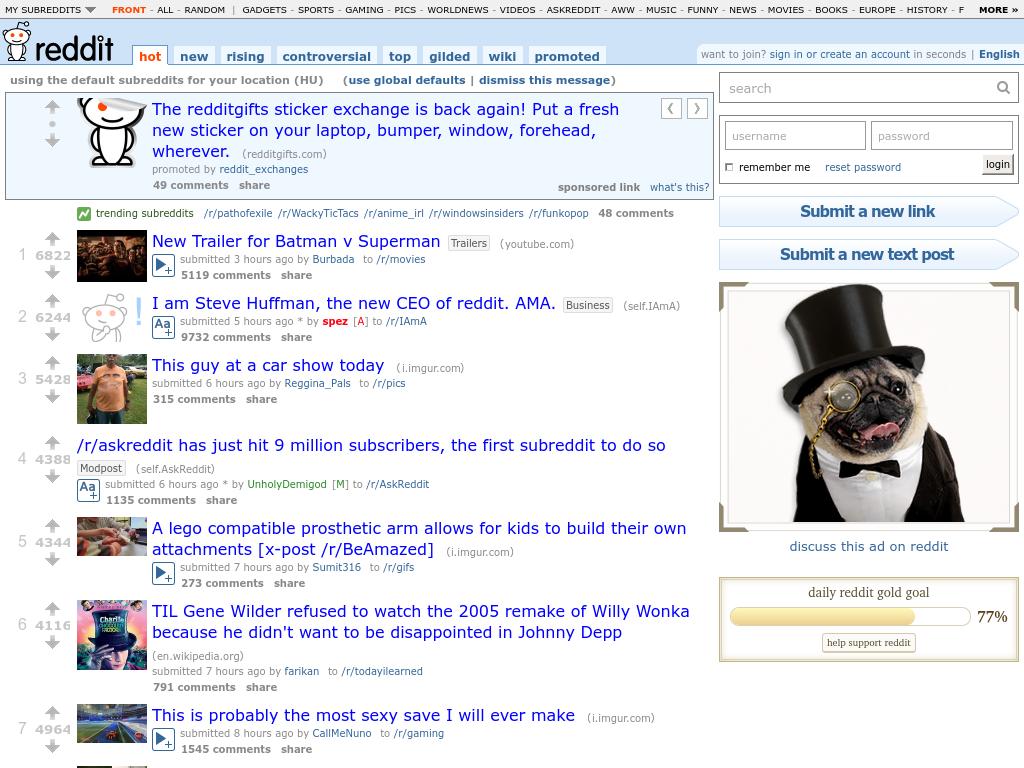 MY SUBREDDITS FRONT - ALL - RANDOM | GADGETS - SPORTS - GAMING - PICS - WORLDNEWS - VIDEOS - ASKREDDIT - AWW - MUSIC - FUNNY - NEWS - MOVIES - BOOKS - EUROPE - HISTORY - F MORE »
reddit hot new rising controversial top gilded wiki promoted
want to join? sign in or create an account in seconds | English
using the default subreddits for your location (HU) (use global defaults | dismiss this message)
The redditgifts sticker exchange is back again! Put a fresh
new sticker on your laptop, bumper, window, forehead,
wherever. (redditgifts.com)
promoted by reddit_exchanges
49 comments share
sponsored link what's this?
trending subreddits /r/pathofexile /r/WackyTicTacs /r/anime_irl /r/windowsinsiders /r/funkopop 48 comments
1 6822
New Trailer for Batman v Superman Trailers (youtube.com)
submitted 3 hours ago by Burbada to /r/movies
5119 comments share
2 6244
I am Steve Huffman, the new CEO of reddit. AMA. Business (self.IAmA)
Aa+
submitted 5 hours ago * by spez [A] to /r/IAmA
9732 comments share
3 5428
This guy at a car show today (i.imgur.com)
submitted 6 hours ago by Reggina_Pals to /r/pics
315 comments share
4 4388
/r/askreddit has just hit 9 million subscribers, the first subreddit to do so
Modpost (self.AskReddit)
Aa+
submitted 6 hours ago * by UnholyDemigod [M] to /r/AskReddit
1135 comments share
5 4344
A lego compatible prosthetic arm allows for kids to build their own
attachments [x-post /r/BeAmazed] (i.imgur.com)
submitted 7 hours ago by Sumit316 to /r/gifs
273 comments share
6 4116
Charlie
TIL Gene Wilder refused to watch the 2005 remake of Willy Wonka
because he didn't want to be disappointed in Johnny Depp
(en.wikipedia.org)
submitted 7 hours ago by farikan to /r/todayilearned
791 comments share
7 4964
This is probably the most sexy save I will ever make (i.imgur.com)
submitted 8 hours ago by CallMeNuno to /r/gaming
1545 comments share
search
username password
remember me reset password login
Submit a new link
Submit a new text post
discuss this ad on reddit
daily reddit gold goal
77%
help support reddit